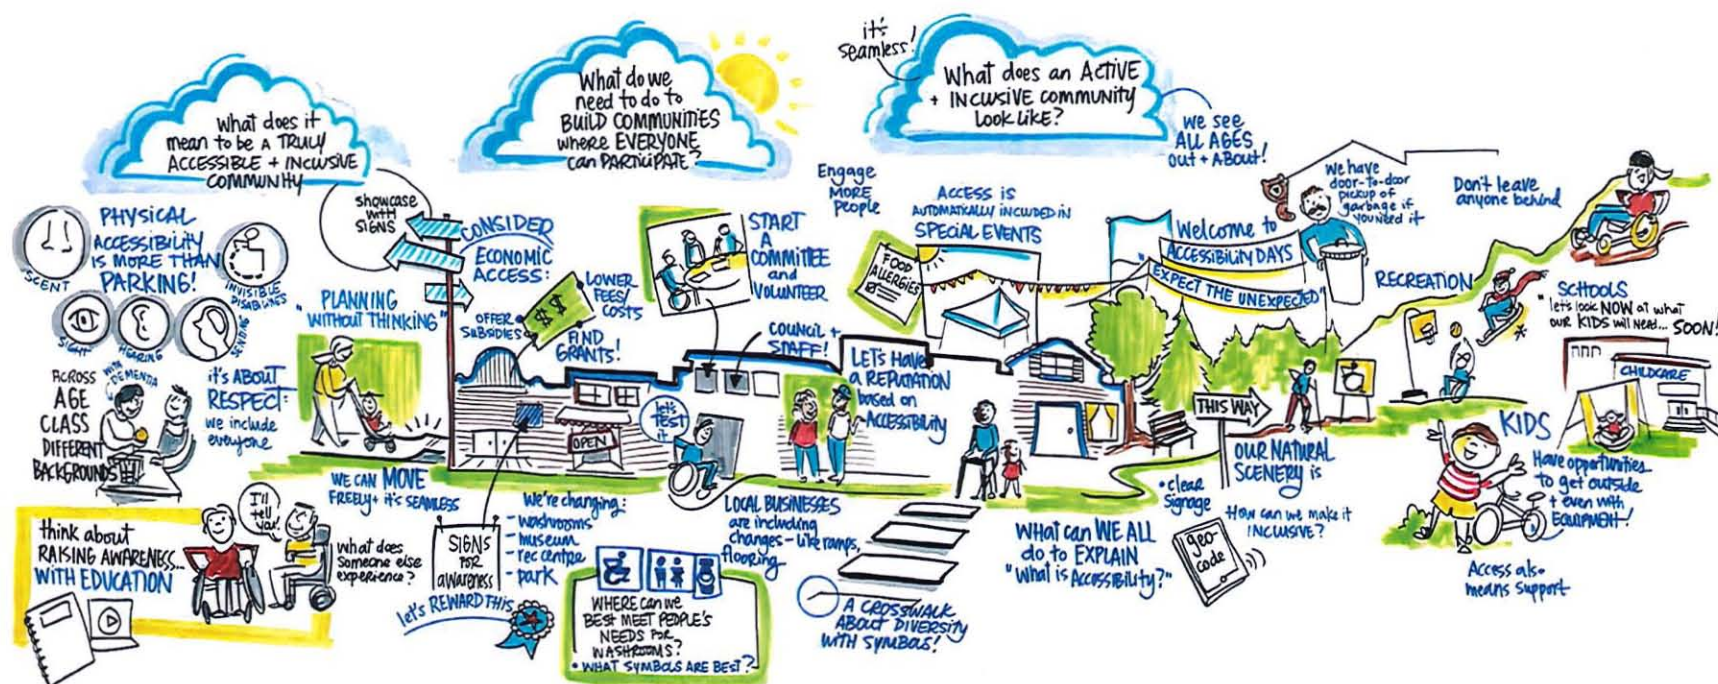 What does it
mean to be a TRULY
ACCESSIBLE + INCLUSIVE
COMMUNITY
What do we
need to do to
BUILD COMMUNITIES
where EVERYONE
can PARTICIPATE?
it's
seamless!
What does an ACTIVE
+ INCLUSIVE COMMUNITY
LOOK LIKE?
we see
ALL AGES
out + ABOUT!
PHYSICAL
ACCESSIBILITY
IS MORE THAN
PARKING!
SCENT
INVISIBLE
DISABILITIES
SIGHT
HEARING
SENDING
showcase
with
SIGNS
CONSIDER
ECONOMIC
ACCESS:
LOWER
FEES/
COSTS
$$
OFFER
SUBSIDIES
FIND
GRANTS!
"PLANNING
WITHOUT THINKING"
ACROSS
AGE
CLASS
DIFFERENT
BACKGROUNDS
WITH
DEMENTIA
it's ABOUT
RESPECT:
we include
everyone
WE CAN MOVE
FREELY + it's SEAMLESS
think about
RAISING AWARENESS...
WITH EDUCATION
I'll
tell
you!
What does
someone else
experience?
START
A
COMMITTEE
and
VOLUNTEER
COUNCIL +
STAFF!
OPEN
let's
TEST
it
SIGNS
FOR
awareness
let's REWARD THIS
We're changing:
- washrooms
- museum
- rec centre
- park
WHERE can we
BEST MEET PEOPLE'S
NEEDS FOR
WASHROOMS?
• WHAT SYMBOLS ARE BEST?
LOCAL BUSINESSES
are including
changes - like ramps,
flooring
Engage
MORE
people
ACCESS IS
AUTOMATICALLY INCLUDED IN
SPECIAL EVENTS
FOOD
ALLERGIES
LET'S HAVE
a REPUTATION
based on
ACCESSIBILITY
A CROSSWALK
ABOUT DIVERSITY
WITH SYMBOLS!
Welcome to
ACCESSIBILITY DAYS
"EXPECT THE UNEXPECTED"
We have
door-to-door
pickup of
garbage if
you need it
Don't leave
anyone behind
RECREATION
THIS WAY
• clear
signage
OUR NATURAL
SCENERY is
How can we make it
INCLUSIVE?
geo-
code
WHat can WE ALL
do to EXPLAIN
"What is ACCESSIBILITY?"
SCHOOLS
"lets look NOW at what
OUR KIDS will need... SOON!
CHILDCARE
KIDS
Have opportunities
to get outside
+ even with
EQUIPMENT!
Access also
means support